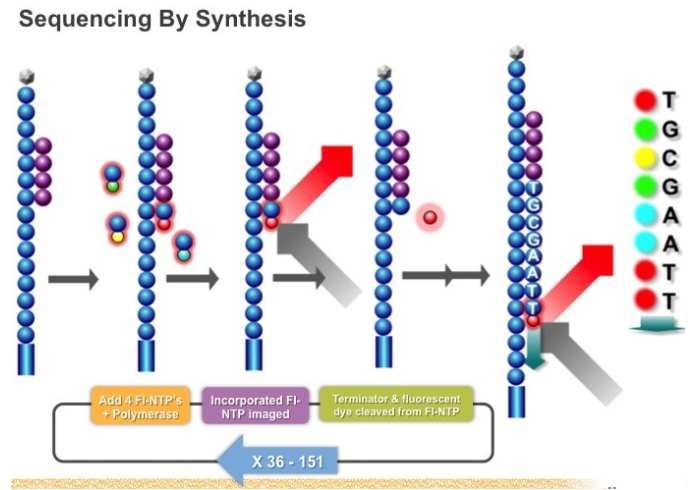 Sequencing By Synthesis
T
G
C
G
A
A
T
T
T
G
C
G
A
A
T
T
Add 4 Fl-NTP's
+ Polymerase
Incorporated Fl-
NTP imaged
Terminator & fluorescent
dye cleaved from Fl-NTP
X 36 - 151